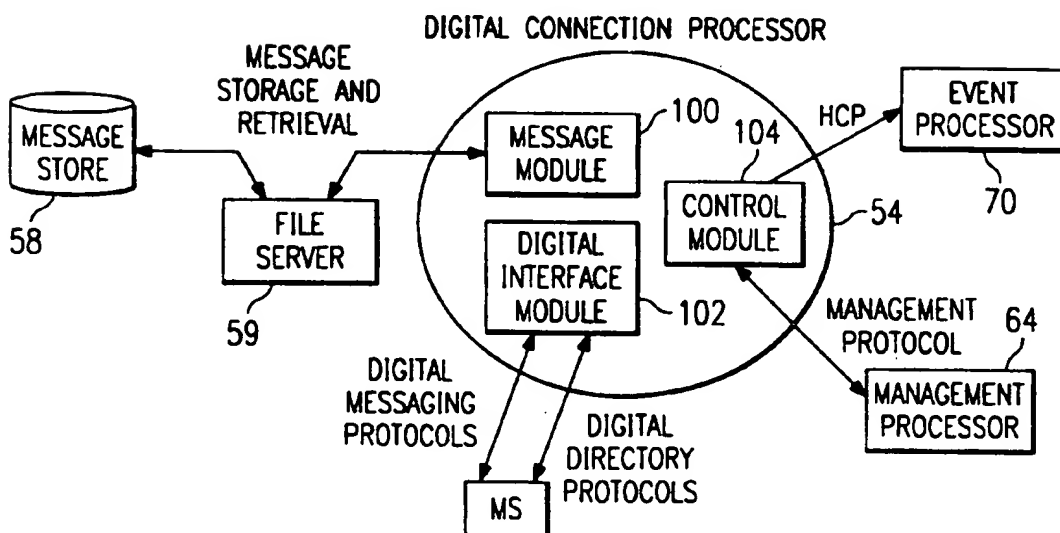 DIGITAL CONNECTION PROCESSOR
MESSAGE
STORAGE AND
RETRIEVAL
MESSAGE
STORE
58
FILE
SERVER
59
MESSAGE
MODULE
100
DIGITAL
INTERFACE
MODULE
102
104
CONTROL
MODULE
HCP
EVENT
PROCESSOR
70
54
MANAGEMENT
PROTOCOL
64
MANAGEMENT
PROCESSOR
DIGITAL
MESSAGING
PROTOCOLS
DIGITAL
DIRECTORY
PROTOCOLS
MS